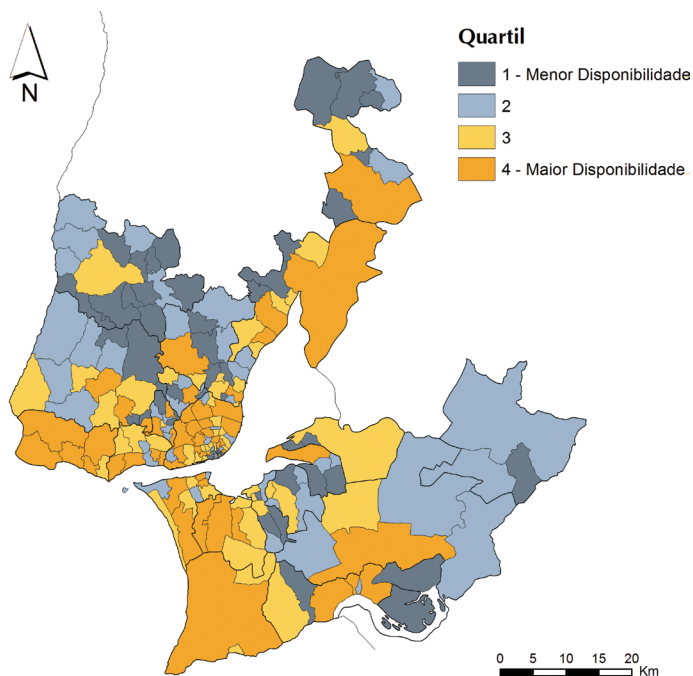 Quartil
1 - Menor Disponibilidade
N
2
3
4 - Maior Disponibilidade
0 5 10 15 20
Km